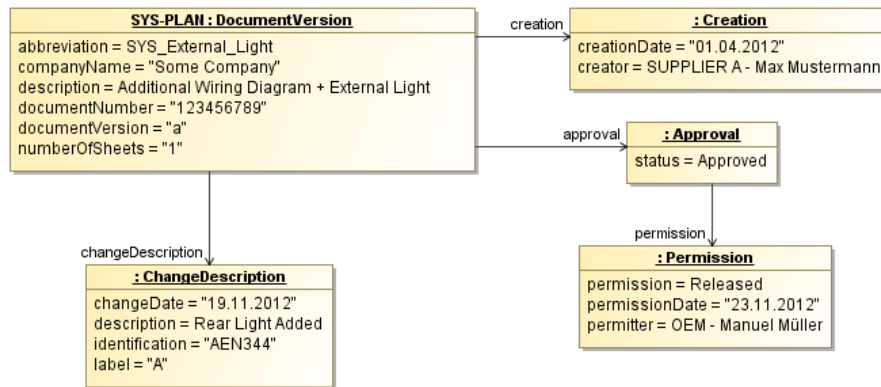 SYS-PLAN : DocumentVersion
abbreviation = SYS_External_Light
companyName = "Some Company"
description = Additional Wiring Diagram + External Light
documentNumber = "123456789"
documentVersion = "a"
numberOfSheets = "1"
creation
: Creation
creationDate = "01.04.2012"
creator = SUPPLIER A - Max Mustermann
approval
: Approval
status = Approved
changeDescription
: ChangeDescription
changeDate = "19.11.2012"
description = Rear Light Added
identification = "AEN344"
label = "A"
permission
: Permission
permission = Released
permissionDate = "23.11.2012"
permitter = OEM - Manuel Müller